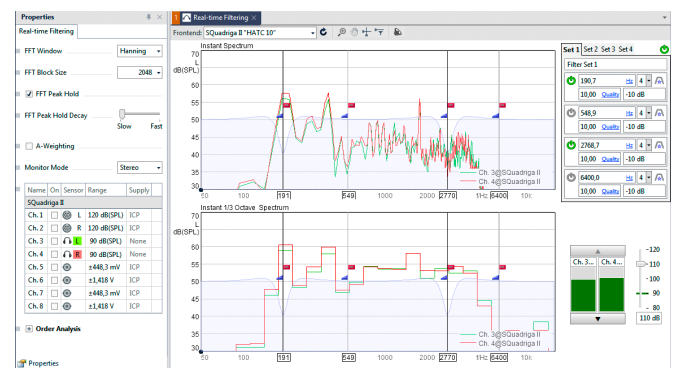 Properties
Real-time Filtering
FFT Window Hanning
FFT Block Size 2048
FFT Peak Hold
FFT Peak Hold Decay
Slow Fast
A-Weighting
Monitor Mode Stereo
Name On Sensor Range Supply
SQuadriga II
Ch. 1 L 120 dB(SPL) ICP
Ch. 2 R 120 dB(SPL) ICP
Ch. 3 L 90 dB(SPL) None
Ch. 4 R 90 dB(SPL) None
Ch. 5 ±448,3 mV ICP
Ch. 6 ±1,418 V ICP
Ch. 7 ±448,3 mV ICP
Ch. 8 ±1,418 V ICP
Order Analysis
Properties
1 Real-time Filtering
Frontend: SQuadriga II "HATC 10"
Instant Spectrum
70
L
dB(SPL)
60
55
50
45
40
35
30
Ch. 3@SQuadriga II
Ch. 4@SQuadriga II
50 100 191 549 1000 2000 2770 f/Hz 6400 10k
Instant 1/3 Octave Spectrum
70
L
dB(SPL)
60
55
50
45
40
35
30
Ch. 3@SQuadriga II
Ch. 4@SQuadriga II
50 100 191 549 1000 2000 2770 f/Hz 6400 10k
Set 1 Set 2 Set 3 Set 4
Filter Set 1
190,7 Hz 4
10,00 Quality -10 dB
548,9 Hz 4
10,00 Quality -10 dB
2768,7 Hz 4
10,00 Quality -10 dB
6400,0 Hz 4
10,00 Quality -10 dB
Ch. 3... Ch. 4...
-120
-110
-100
- 90
- 80
110 dB